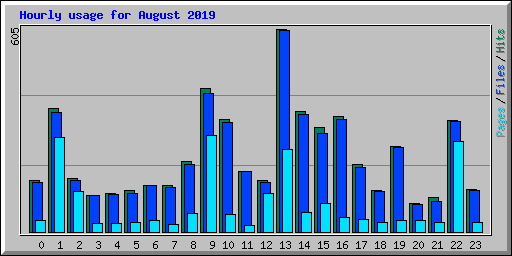 Hourly usage for August 2019
605
Pages/Files/Hits
0 1 2 3 4 5 6 7 8 9 10 11 12 13 14 15 16 17 18 19 20 21 22 23